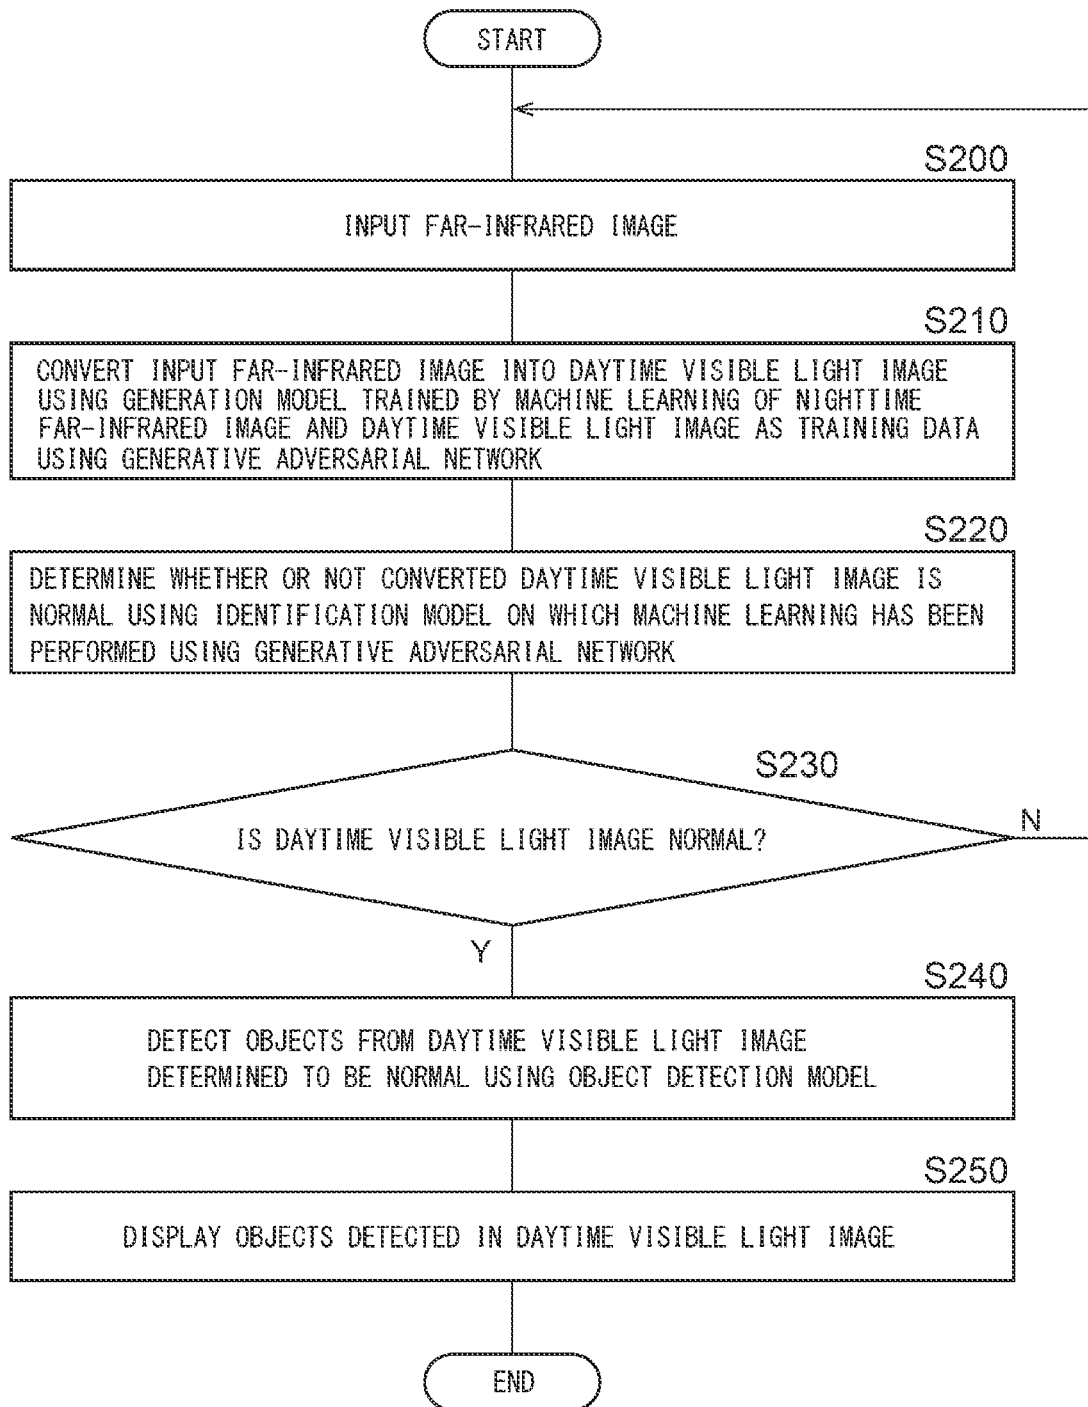 START
S200
INPUT FAR-INFRARED IMAGE
S210
CONVERT INPUT FAR-INFRARED IMAGE INTO DAYTIME VISIBLE LIGHT IMAGE
USING GENERATION MODEL TRAINED BY MACHINE LEARNING OF NIGHTTIME
FAR-INFRARED IMAGE AND DAYTIME VISIBLE LIGHT IMAGE AS TRAINING DATA
USING GENERATIVE ADVERSARIAL NETWORK
S220
DETERMINE WHETHER OR NOT CONVERTED DAYTIME VISIBLE LIGHT IMAGE IS
NORMAL USING IDENTIFICATION MODEL ON WHICH MACHINE LEARNING HAS BEEN
PERFORMED USING GENERATIVE ADVERSARIAL NETWORK
S230
IS DAYTIME VISIBLE LIGHT IMAGE NORMAL?
N
Y
S240
DETECT OBJECTS FROM DAYTIME VISIBLE LIGHT IMAGE
DETERMINED TO BE NORMAL USING OBJECT DETECTION MODEL
S250
DISPLAY OBJECTS DETECTED IN DAYTIME VISIBLE LIGHT IMAGE
END